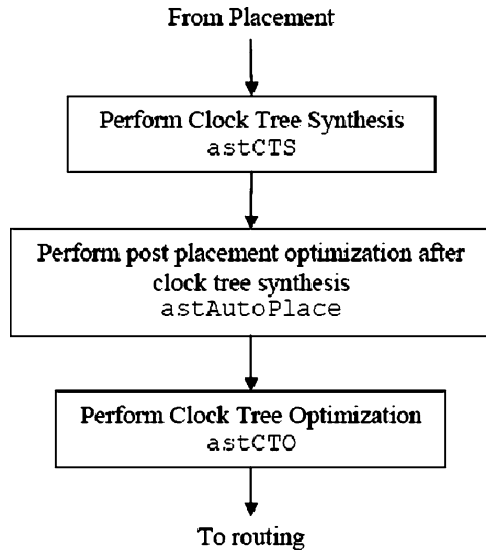 From Placement
Perform Clock Tree Synthesis
astCTS
Perform post placement optimization after
clock tree synthesis
astAutoPlace
Perform Clock Tree Optimization
astCTO
To routing